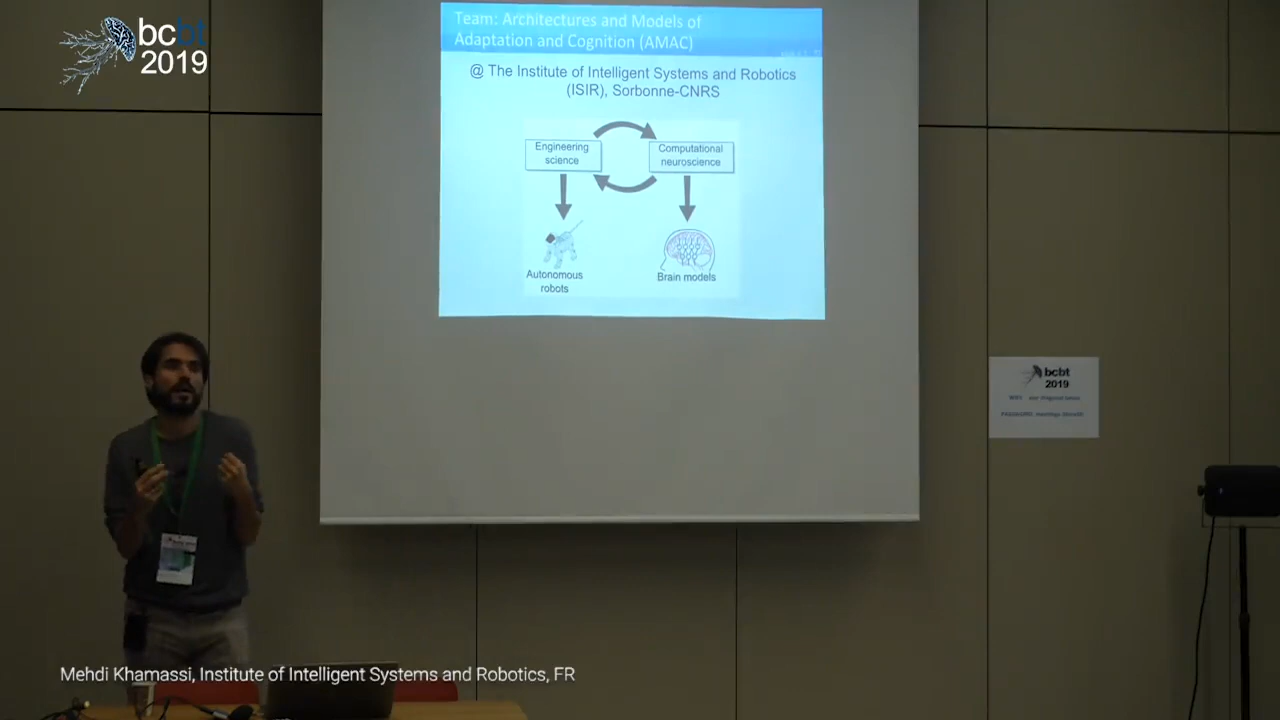 bcbt
2019
Team: Architectures and Models of
Adaptation and Cognition (AMAC)
@ The Institute of Intelligent Systems and Robotics
(ISIR), Sorbonne-CNRS
Engineering
science
Computational
neuroscience
Autonomous
robots
Brain models
bcbt
2019
Mehdi Khamassi, Institute of Intelligent Systems and Robotics, FR